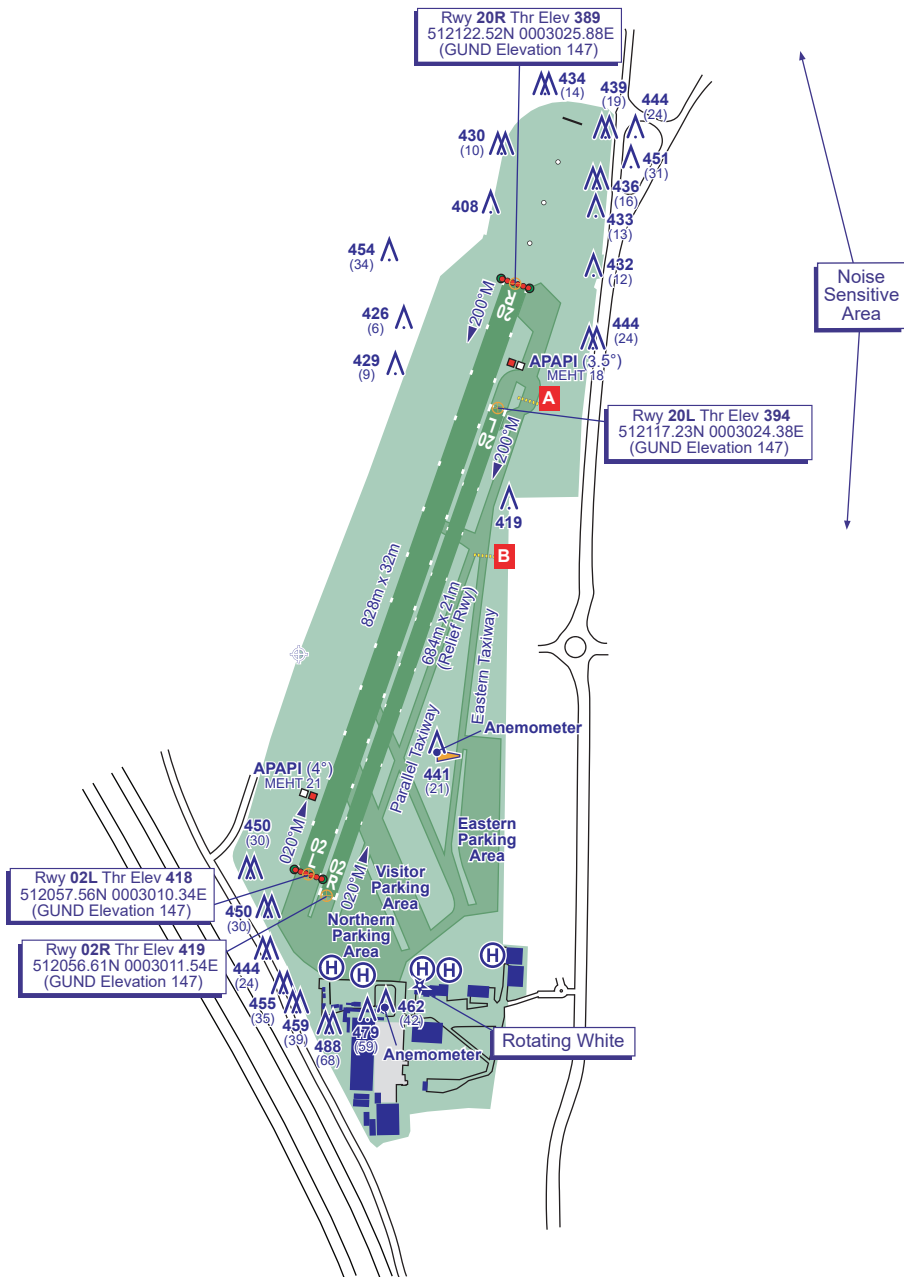 Rwy 20R Thr Elev 389
512122.52N 0003025.88E
(GUND Elevation 147)
434
(14)
439
(19)
444
(24)
430
(10)
451
(31)
436
(16)
408
433
(13)
454
(34)
432
(12)
Noise
Sensitive
Area
200°M
20
R
426
(6)
444
(24)
429
(9)
APAPI (3.5°)
MEHT 18
A
Rwy 20L Thr Elev 394
512117.23N 0003024.38E
(GUND Elevation 147)
20
L
200°M
419
B
828m x 32m
684m x 21m
(Relief Rwy)
Eastern Taxiway
Parallel Taxiway
Anemometer
441
(21)
APAPI (4°)
MEHT 21
020°M
450
(30)
02
L
02
R
020°M
Eastern
Parking
Area
Visitor
Parking
Area
Rwy 02L Thr Elev 418
512057.56N 0003010.34E
(GUND Elevation 147)
450
(30)
Northern
Parking
Area
Rwy 02R Thr Elev 419
512056.61N 0003011.54E
(GUND Elevation 147)
444
(24)
H
H
H
H
H
455
(35)
459
(39)
488
(68)
479
(59)
462
(42)
Anemometer
Rotating White